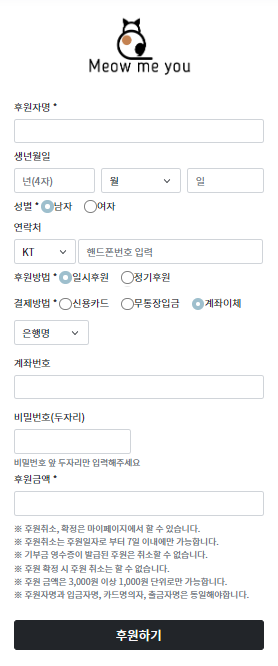 Meow me you
후원자명 *
생년월일
년(4자) 월 일
성별 * 남자 여자
연락처
KT 핸드폰번호 입력
후원방법 * 일시후원 정기후원
결제방법 * 신용카드 무통장입금 계좌이체
은행명
계좌번호
비밀번호(두자리)
비밀번호 앞 두자리만 입력해주세요
후원금액 *
※ 후원취소, 확정은 마이페이지에서 할 수 있습니다.
※ 후원취소는 후원일자로 부터 7일 이내에만 가능합니다.
※ 기부금 영수증이 발급된 후원은 취소할 수 없습니다.
※ 후원 확정 시 후원 취소는 할 수 없습니다.
※ 후원 금액은 3,000원 이상 1,000원 단위로만 가능합니다.
※ 후원자명과 입금자명, 카드명의자, 출금자명은 동일해야합니다.
후원하기